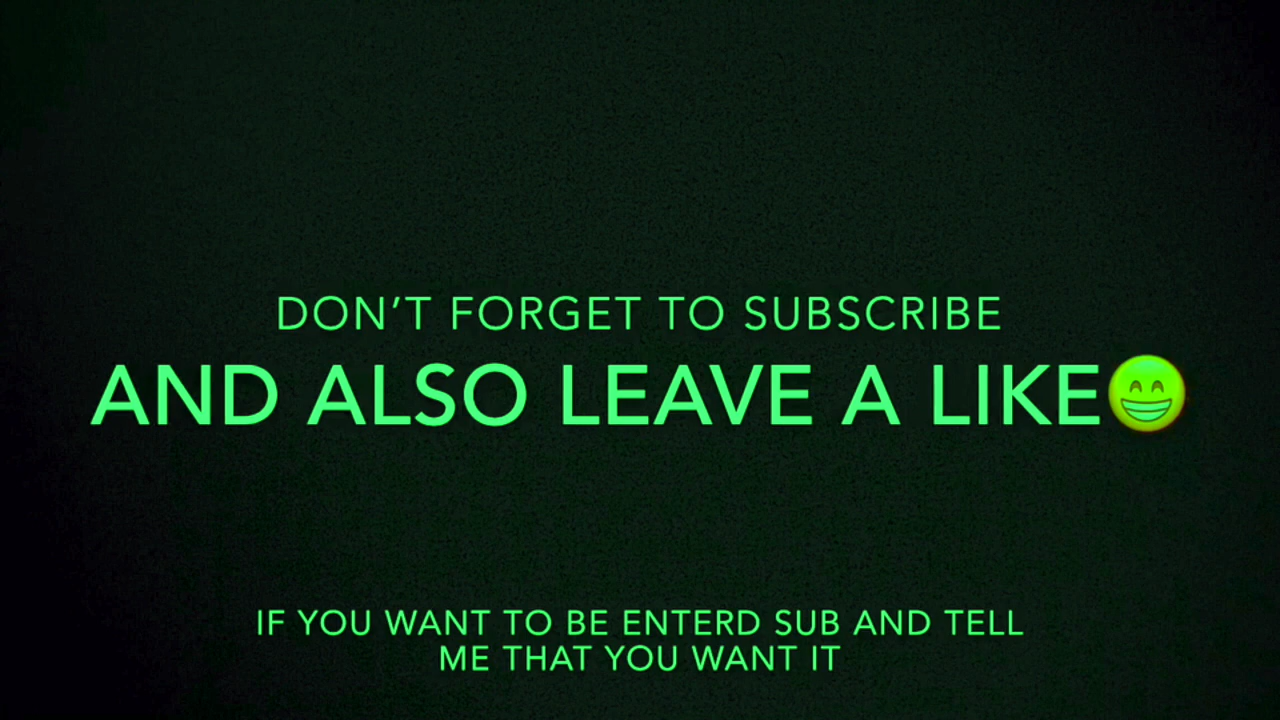 DON’T FORGET TO SUBSCRIBE
AND ALSO LEAVE A LIKE😁
IF YOU WANT TO BE ENTERD SUB AND TELL
ME THAT YOU WANT IT